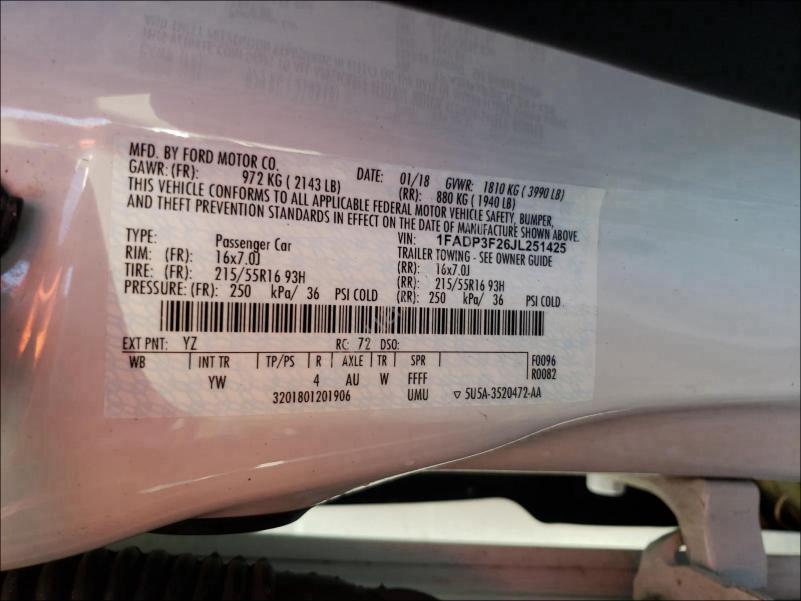 MFD. BY FORD MOTOR CO. DATE: 01/18 GVWR: 1810 KG ( 3990 LB)
GAWR: (FR): 972 KG ( 2143 LB) (RR): 880 KG ( 1940 LB)
THIS VEHICLE CONFORMS TO ALL APPLICABLE FEDERAL MOTOR VEHICLE SAFETY, BUMPER,
AND THEFT PREVENTION STANDARDS IN EFFECT ON THE DATE OF MANUFACTURE SHOWN ABOVE.
VIN: 1FADP3F26JL251425
TYPE: Passenger Car TRAILER TOWING - SEE OWNER GUIDE
RIM: (FR): 16x7.0J (RR): 16x7.0J
TIRE: (FR): 215/55R16 93H (RR): 215/55R16 93H
PRESSURE: (FR): 250 kPa/ 36 PSI COLD (RR): 250 kPa/ 36 PSI COLD
EXT PNT: YZ RC: 72 DSO:
WB INT TR TP/PS R AXLE TR SPR F0096
YW 4 AU W FFFF R0082
3201801201906 UMU ▽ 5U5A-3520472-AA